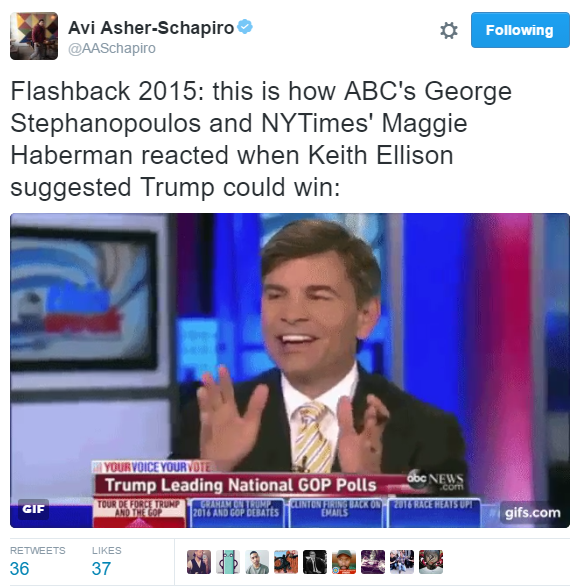 Avi Asher-Schapiro
@AASchapiro
Following
Flashback 2015: this is how ABC's George
Stephanopoulos and NYTimes' Maggie
Haberman reacted when Keith Ellison
suggested Trump could win:
YOUR VOICE YOUR VOTE
Trump Leading National GOP Polls
abc NEWS
.com
TOUR DE FORCE TRUMP
AND THE GOP
GRAHAM ON TRUMP
2016 AND GOP DEBATES
CLINTON FIRING BACK ON
EMAILS
2016 RACE HEATS UP!
GIF
gifs.com
RETWEETS
36
LIKES
37